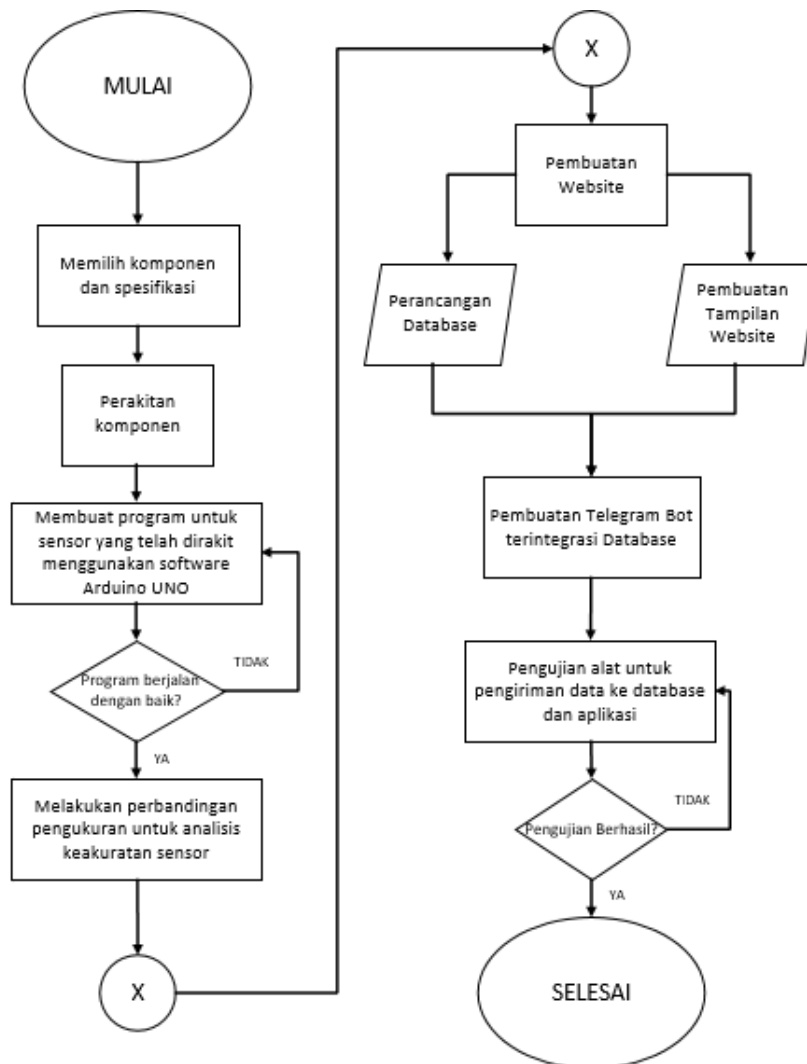 MULAI
Memilih komponen
dan spesifikasi
Perakitan
komponen
Membuat program untuk
sensor yang telah dirakit
menggunakan software
Arduino UNO
Program berjalan
dengan baik?
TIDAK
YA
Melakukan perbandingan
pengukuran untuk analisis
keakuratan sensor
X
X
Pembuatan
Website
Perancangan
Database
Pembuatan
Tampilan
Website
Pembuatan Telegram Bot
terintegrasi Database
Pengujian alat untuk
pengiriman data ke database
dan aplikasi
Pengujian Berhasil?
TIDAK
YA
SELESAI